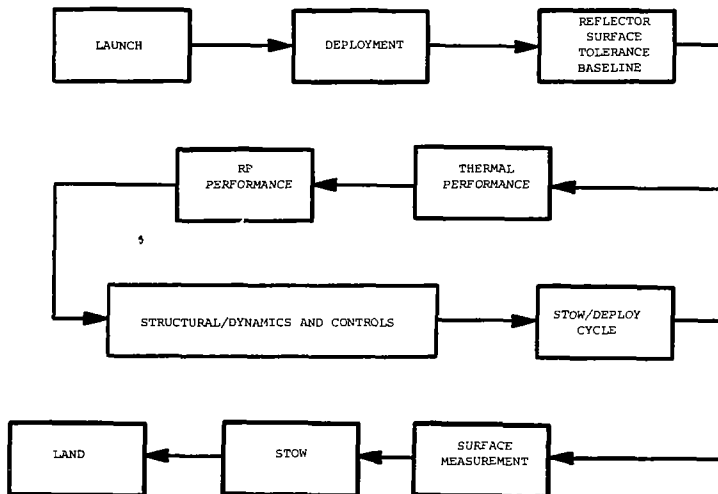 LAUNCH
DEPLOYMENT
REFLECTOR
SURFACE
TOLERANCE
BASELINE
RF
PERFORMANCE
THERMAL
PERFORMANCE
STRUCTURAL/DYNAMICS AND CONTROLS
STOW/DEPLOY
CYCLE
LAND
STOW
SURFACE
MEASUREMENT